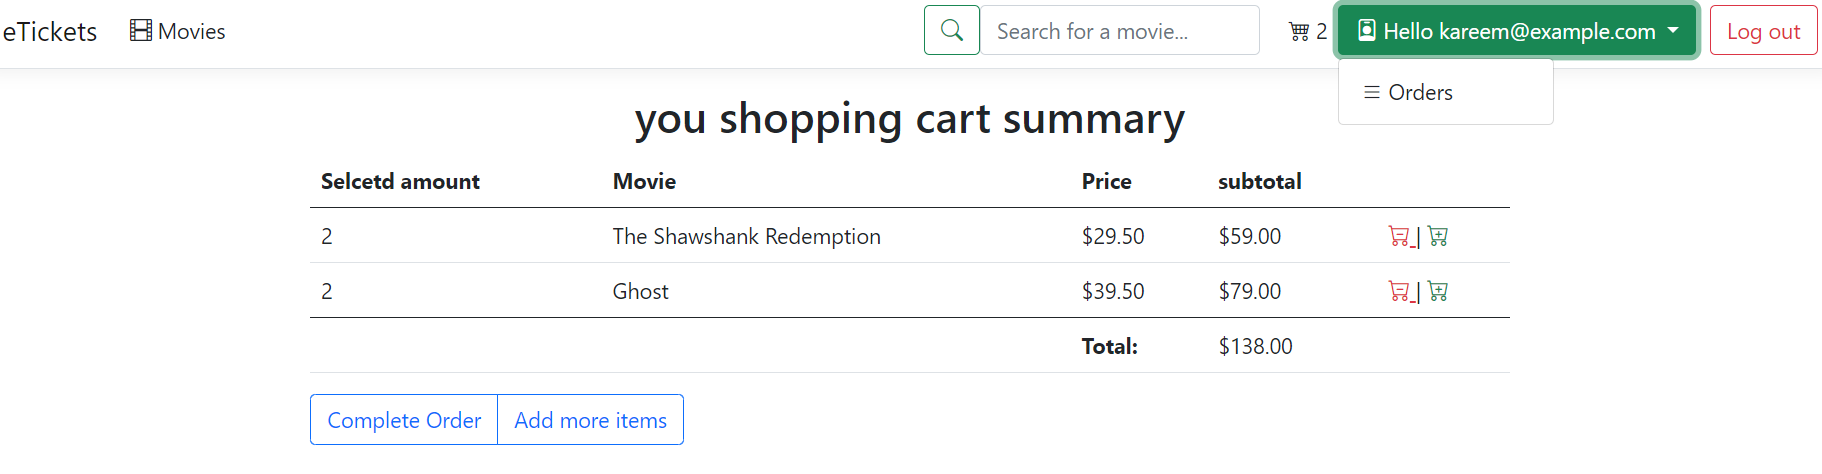 eTickets Movies Search for a movie... 2 Hello kareem@example.com Log out
Orders
you shopping cart summary
Selcetd amount Movie Price subtotal
2 The Shawshank Redemption $29.50 $59.00 |
2 Ghost $39.50 $79.00 |
Total: $138.00
Complete Order Add more items